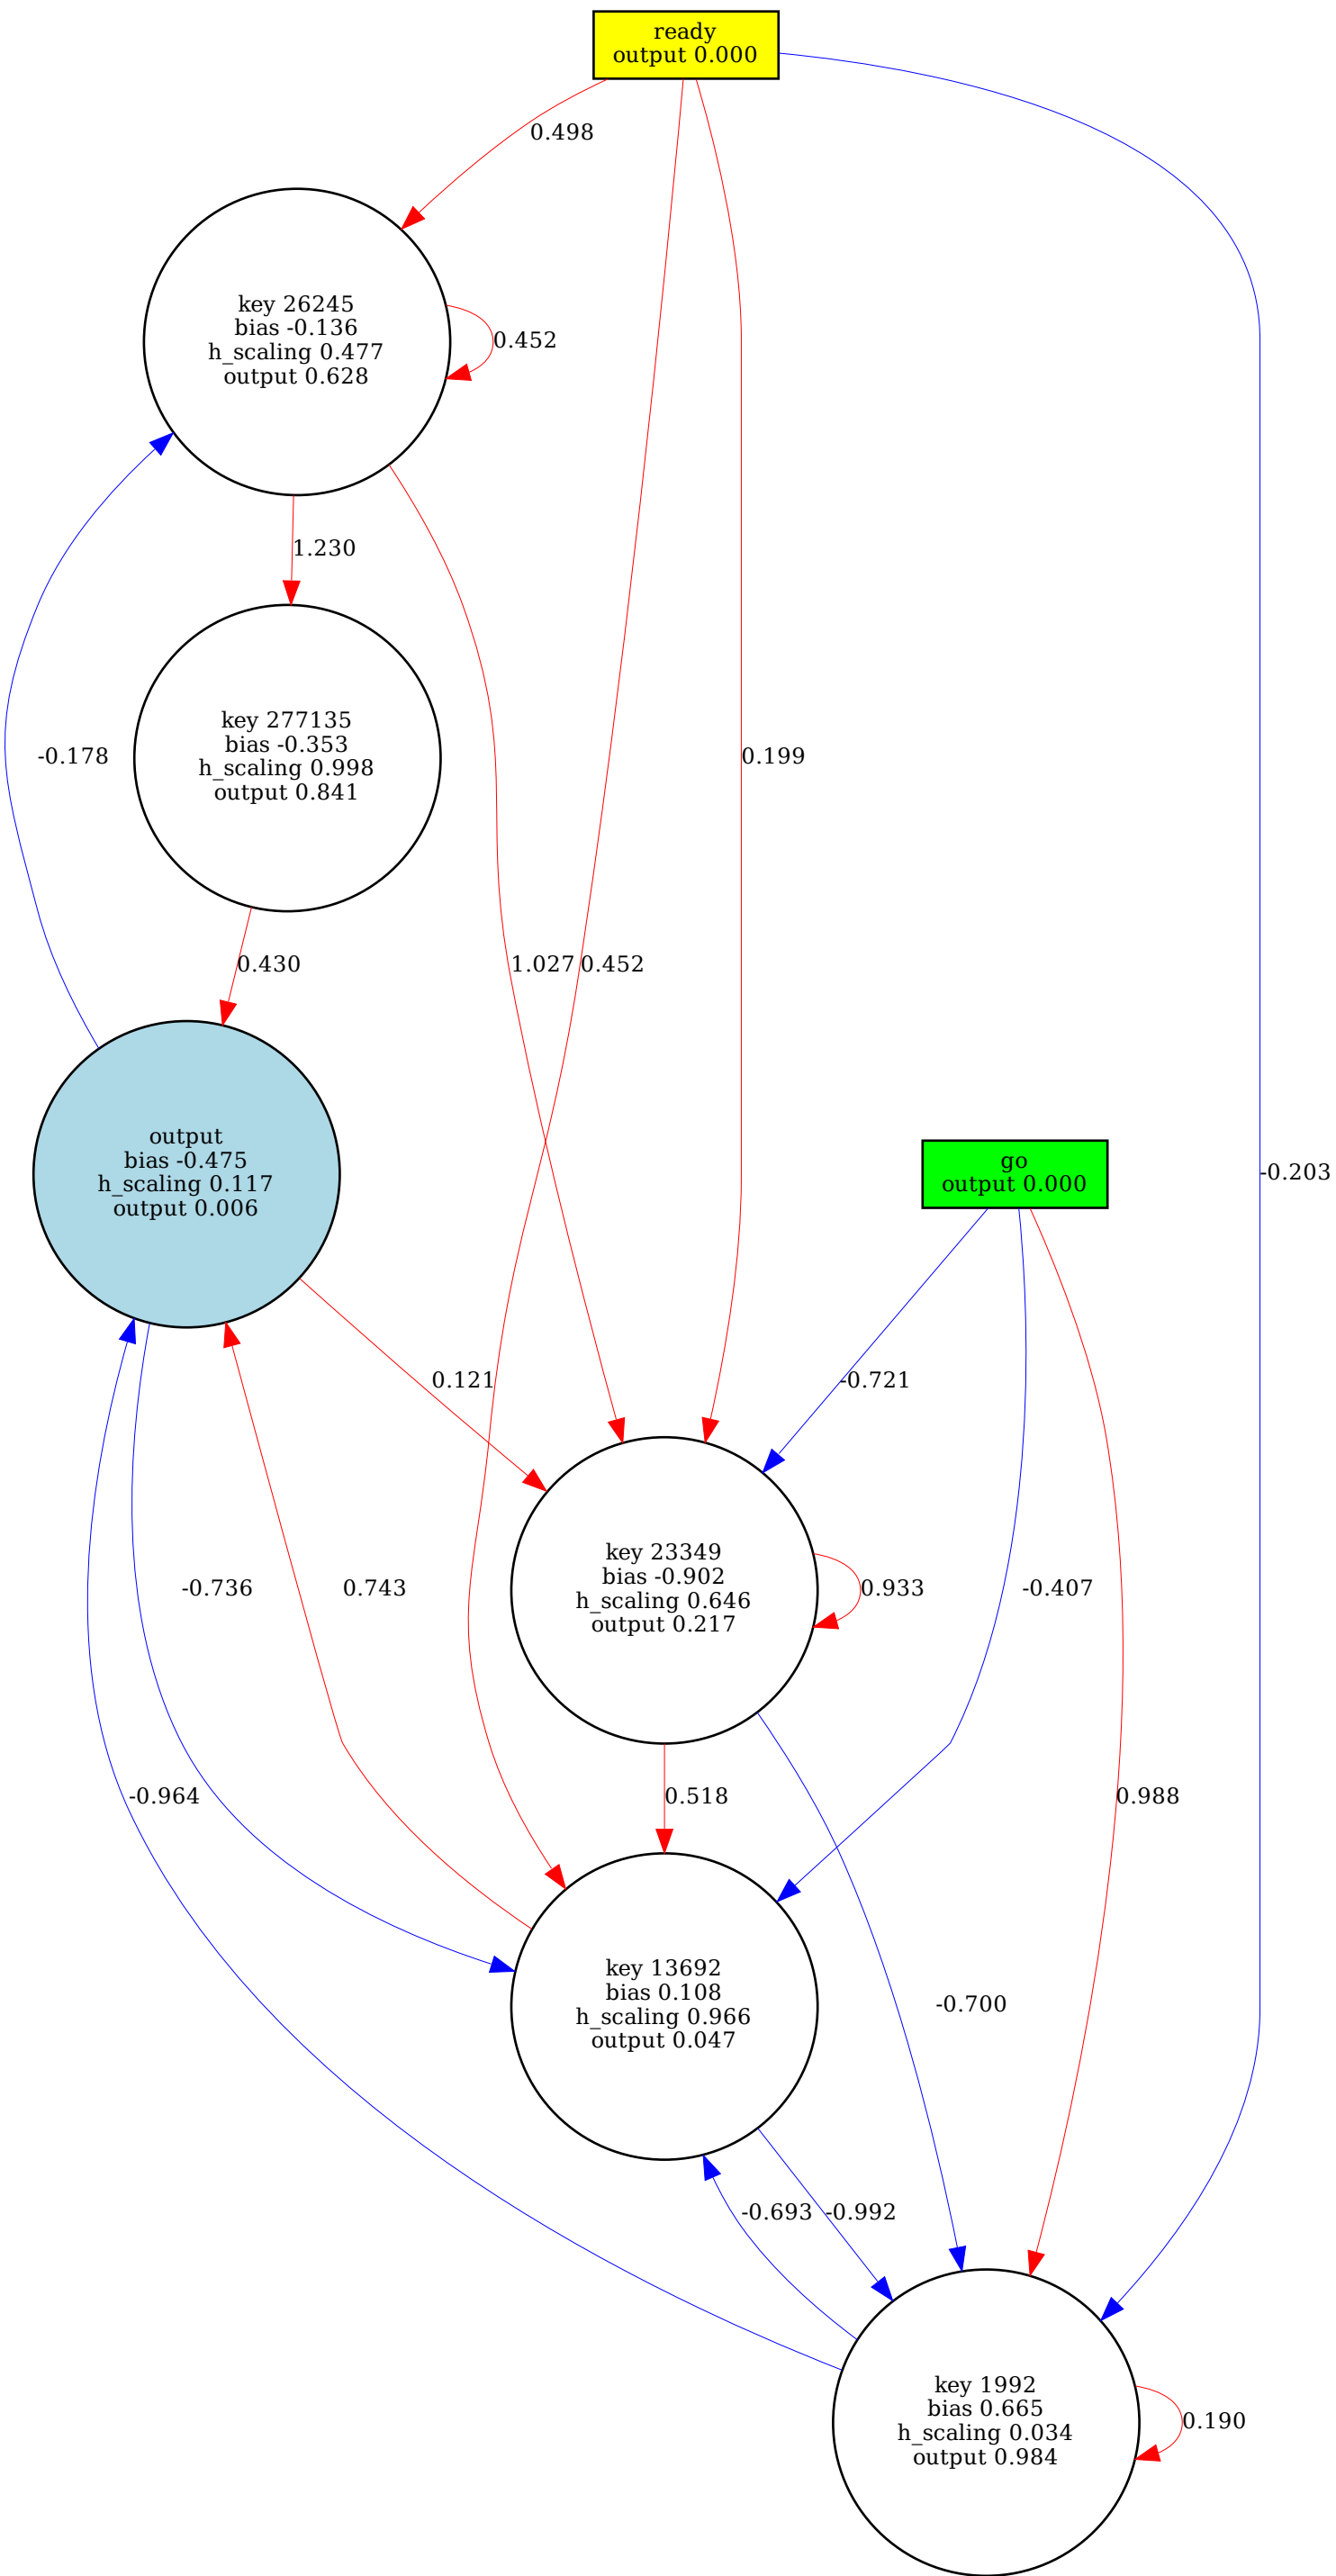 ready
output 0.000
0.498
key 26245
bias -0.136
h_scaling 0.477
output 0.628
0.452
1.230
key 277135
bias -0.353
h_scaling 0.998
output 0.841
-0.178
0.199
0.430
1.027
0.452
output
bias -0.475
h_scaling 0.117
output 0.006
go
output 0.000
-0.203
0.121
-0.721
key 23349
bias -0.902
h_scaling 0.646
output 0.217
-0.736
0.743
0.933
-0.407
-0.964
0.518
0.988
key 13692
bias 0.108
h_scaling 0.966
output 0.047
-0.700
-0.693
-0.992
key 1992
bias 0.665
h_scaling 0.034
output 0.984
0.190